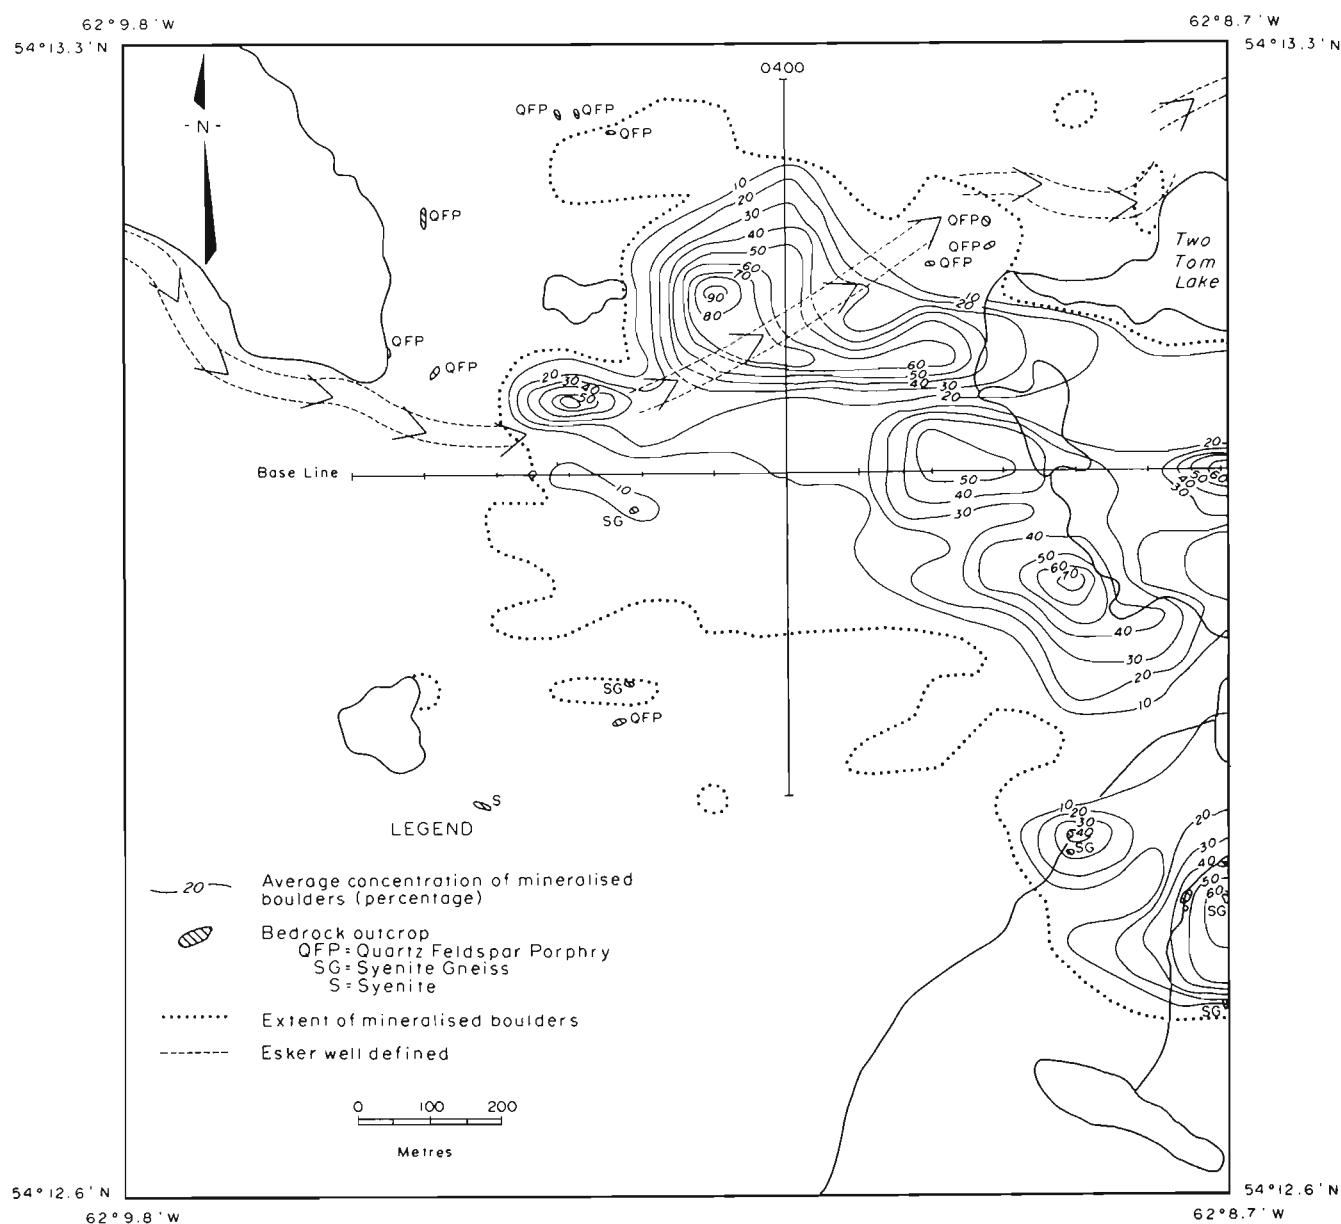 62°9.8'W
62°8.7'W
54°13.3'N
54°13.3'N
0400
QFP
QFP
QFP
-N-
10
20
30
40
50
60
70
90
80
QFP
QFP
QFP
QFP
Two
Tom
Lake
10
20
QFP
QFP
20
30
40
50
60
50
40
30
20
20
40
50
60
30
Base Line
10
SG
50
40
30
40
50
60
70
40
30
20
10
SG
QFP
S
10
20
30
40
SG
20
30
40
50
60
SG
SG
LEGEND
20
Average concentration of mineralised
boulders (percentage)
Bedrock outcrop
QFP = Quartz Feldspar Porphry
SG = Syenite Gneiss
S = Syenite
Extent of mineralised boulders
Esker well defined
0 100 200
Metres
54°12.6'N
54°12.6'N
62°9.8'W
62°8.7'W